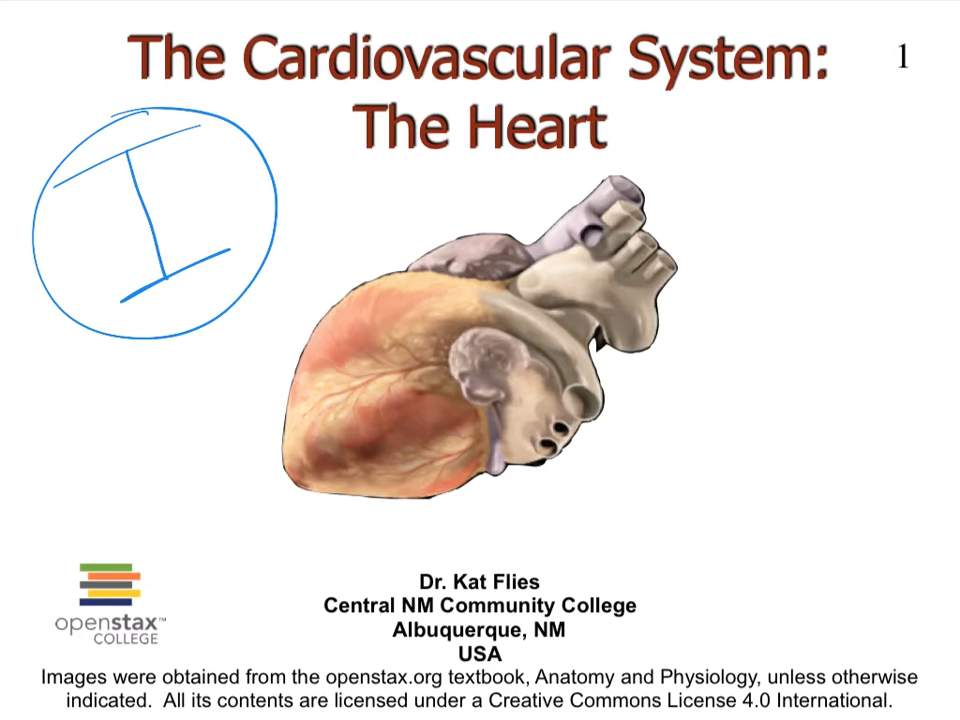 The Cardiovascular System:
The Heart
1
I
openstax™
COLLEGE
Dr. Kat Flies
Central NM Community College
Albuquerque, NM
USA
Images were obtained from the openstax.org textbook, Anatomy and Physiology, unless otherwise
indicated.  All its contents are licensed under a Creative Commons License 4.0 International.